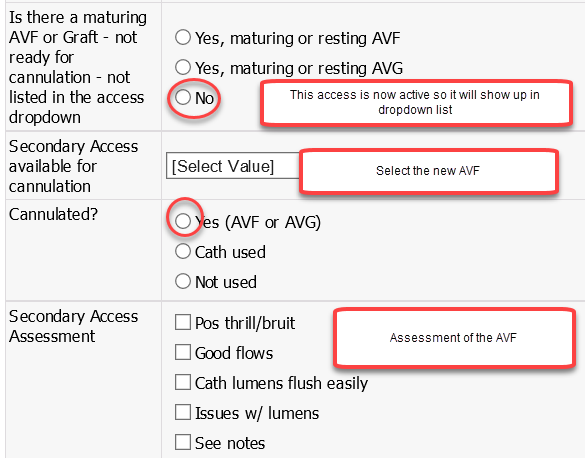 Is there a maturing
AVF or Graft - not
ready for
cannulation - not
listed in the access
dropdown
Yes, maturing or resting AVF
Yes, maturing or resting AVG
No
This access is now active so it will show up in
dropdown list
Secondary Access
available for
cannulation
[Select Value]
Select the new AVF
Cannulated?
Yes (AVF or AVG)
Cath used
Not used
Secondary Access
Assessment
Pos thrill/bruit
Good flows
Cath lumens flush easily
Issues w/ lumens
See notes
Assessment of the AVF